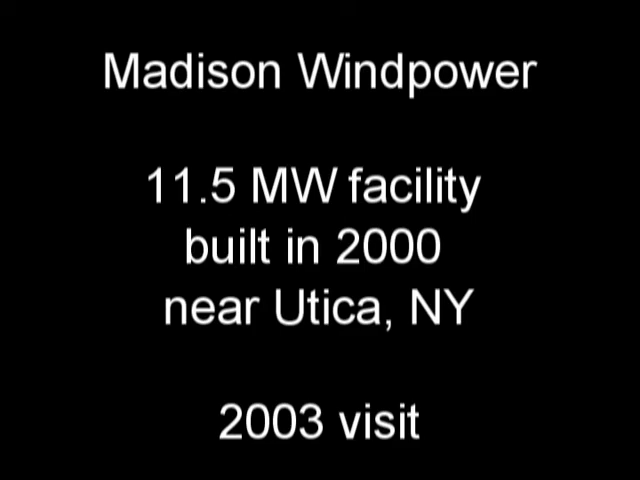 Madison Windpower
11.5 MW facility
built in 2000
near Utica, NY
2003 visit